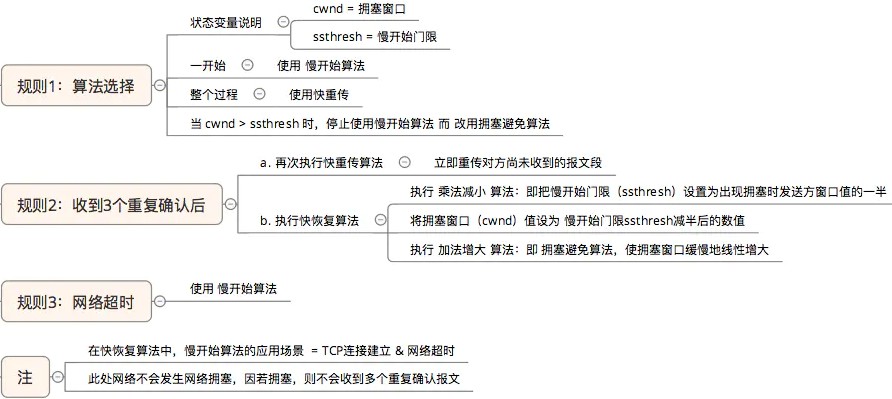 cwnd = 拥塞窗口
状态变量说明
ssthresh = 慢开始门限
一开始
使用 慢开始算法
规则1：算法选择
整个过程
使用快重传
当 cwnd > ssthresh 时，停止使用慢开始算法 而 改用拥塞避免算法
a. 再次执行快重传算法
立即重传对方尚未收到的报文段
执行 乘法减小 算法：即把慢开始门限（ssthresh）设置为出现拥塞时发送方窗口值的一半
规则2：收到3个重复确认后
b. 执行快恢复算法
将拥塞窗口（cwnd）值设为 慢开始门限ssthresh减半后的数值
执行 加法增大 算法：即 拥塞避免算法，使拥塞窗口缓慢地线性增大
规则3：网络超时
使用 慢开始算法
在快恢复算法中，慢开始算法的应用场景 = TCP连接建立 & 网络超时
注
此处网络不会发生网络拥塞，因若拥塞，则不会收到多个重复确认报文